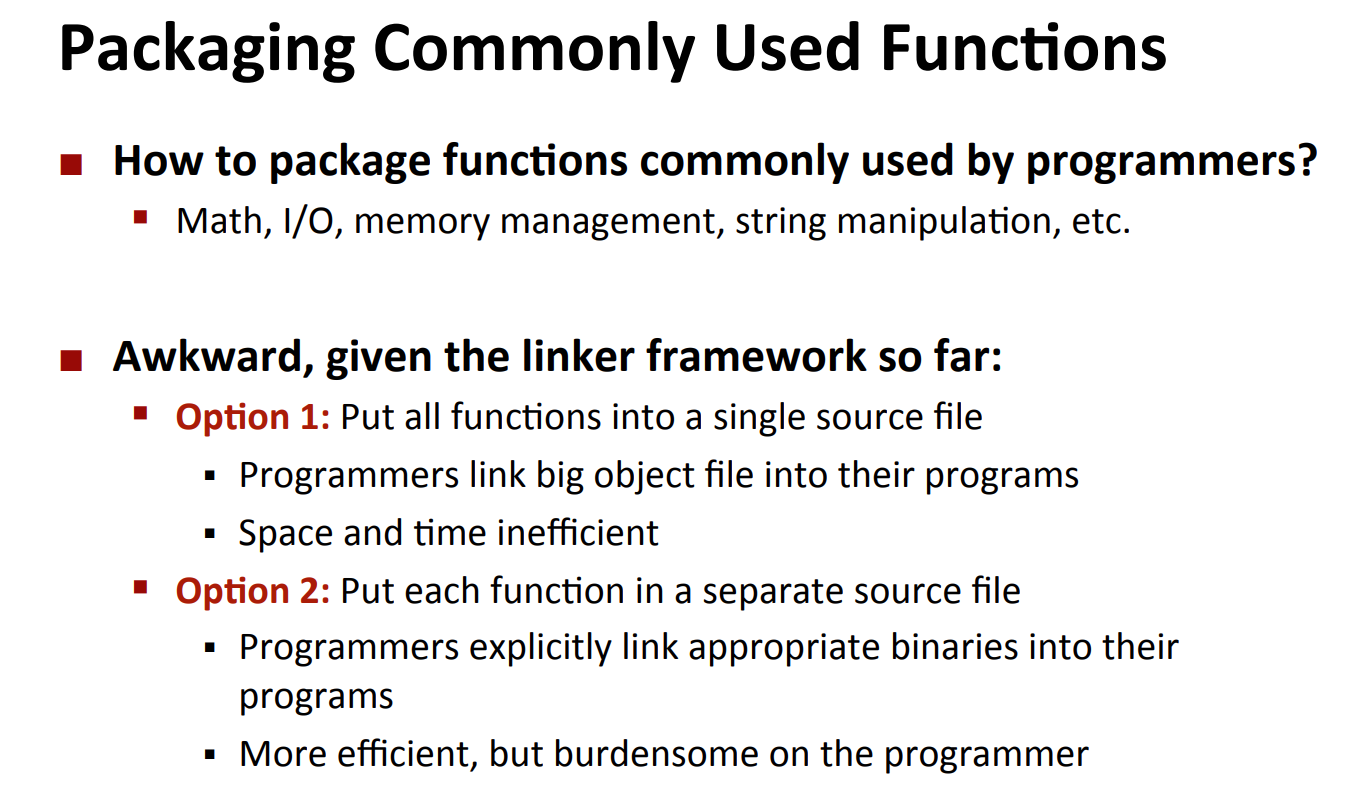 Packaging Commonly Used Functions
How to package functions commonly used by programmers?
Math, I/O, memory management, string manipulation, etc.
Awkward, given the linker framework so far:
Option 1: Put all functions into a single source file
Programmers link big object file into their programs
Space and time inefficient
Option 2: Put each function in a separate source file
Programmers explicitly link appropriate binaries into their
programs
More efficient, but burdensome on the programmer